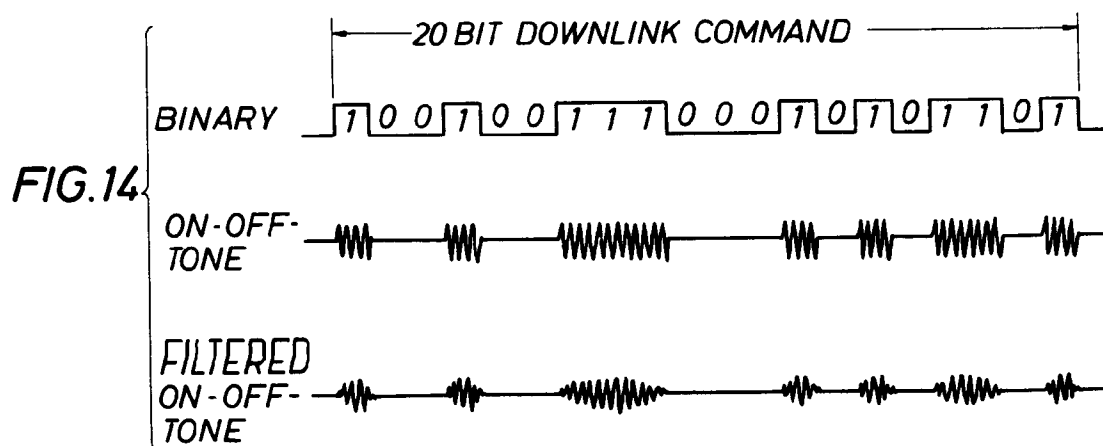 20 BIT DOWNLINK COMMAND
BINARY 1 0 0 1 0 0 1 1 1 0 0 0 1 0 1 0 1 1 0 1
FIG.14
ON-OFF-
TONE
FILTERED
ON-OFF-
TONE